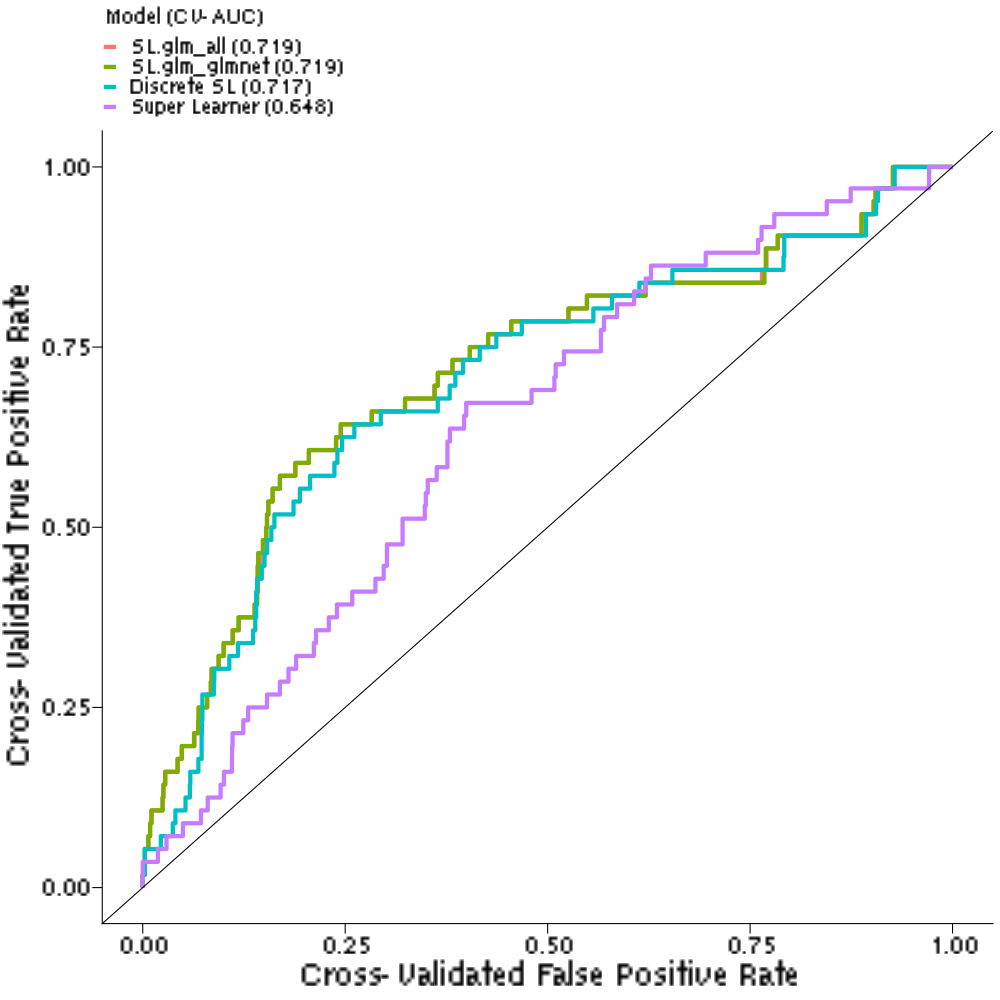 Model (CV- AUC)
SL.glm_all (0.719)
SL.glm_glmnet (0.719)
Discrete SL (0.717)
Super Learner (0.648)
1.00
0.75
0.50
0.25
0.00
Cross- Validated True Positive Rate
0.00 0.25 0.50 0.75 1.00
Cross- Validated False Positive Rate